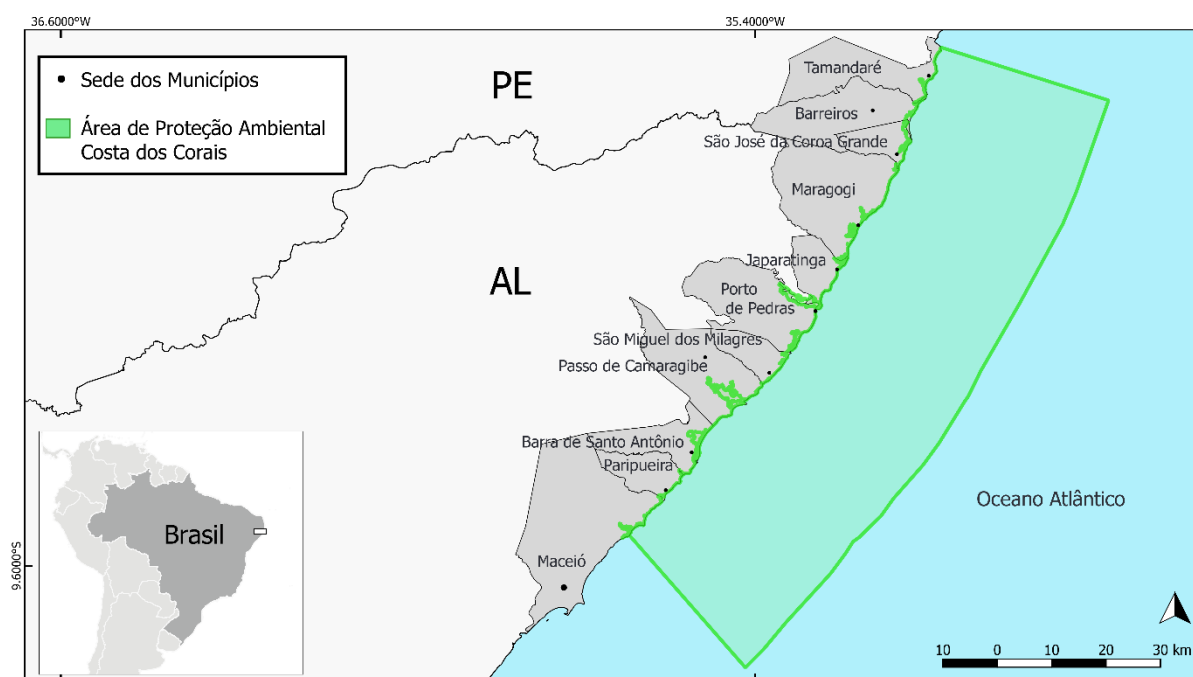 36.6000°W
35.4000°W
Sede dos Municípios
Área de Proteção Ambiental
Costa dos Corais
PE
Tamandaré
Barreiros
São José da Coroa Grande
Maragogi
AL
Japaratinga
Porto
de Pedras
São Miguel dos Milagres
Passo de Camaragibe
Barra de Santo Antônio
Paripueira
Oceano Atlântico
Brasil
Maceió
9.6000°S
10 0 10 20 30 km